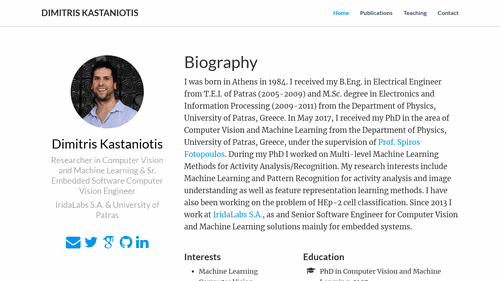 DIMITRIS KASTANIOTIS
Home Publications Teaching Contact
Dimitris Kastaniotis
Researcher in Computer Vision
and Machine Learning & Sr.
Embedded Software Computer
Vision Engineer
IridaLabs S.A. & University of
Patras
Biography
I was born in Athens in 1984. I received my B.Eng. in Electrical Engineer
from T.E.I. of Patras (2005-2009) and M.Sc. degree in Electronics and
Information Processing (2009-2011) from the Department of Physics,
University of Patras, Greece. In May 2017, I received my PhD in the area of
Computer Vision and Machine Learning from the Department of Physics,
University of Patras, Greece, under the supervision of Prof. Spiros
Fotopoulos. During my PhD I worked on Multi-level Machine Learning
Methods for Activity Analysis/Recognition. My research interests include
Machine Learning and Pattern Recognition for activity analysis and image
understanding as well as feature representation learning methods. I have
also been working on the problem of HEp-2 cell classification. Since 2013 I
work at IridaLabs S.A., as and Senior Software Engineer for Computer Vision
and Machine Learning solutions mainly for embedded systems.
Interests
Machine Learning
Computer Vision
Education
PhD in Computer Vision and Machine
Learning, 2017